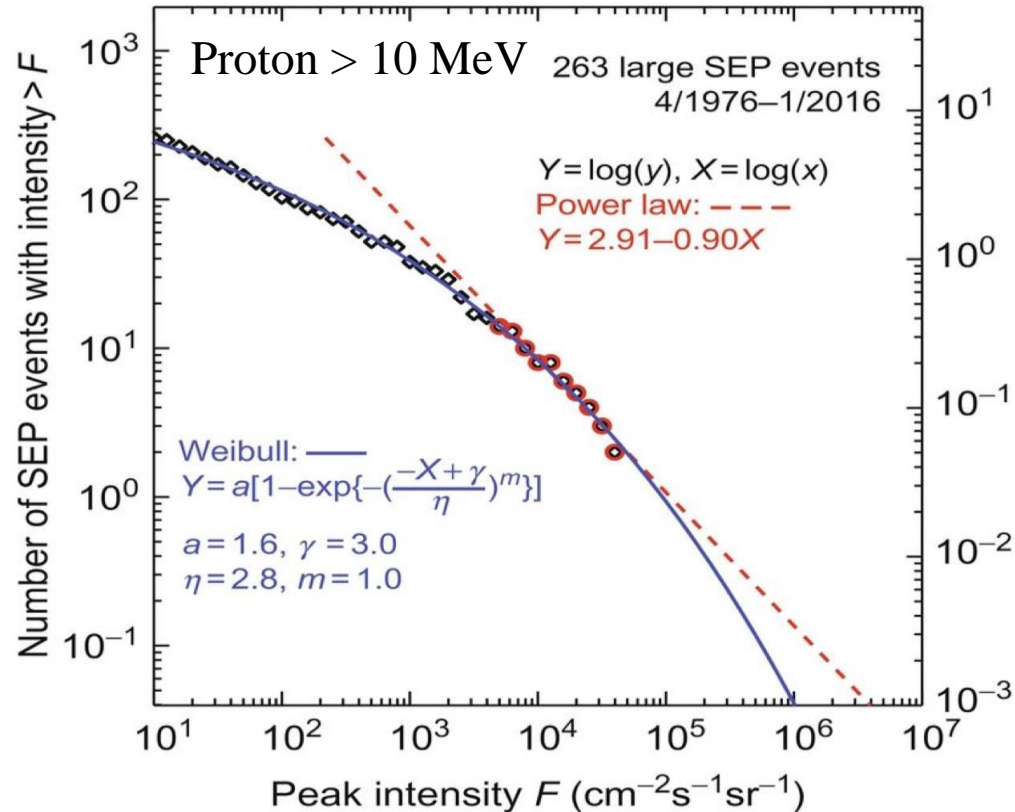 Proton > 10 MeV
263 large SEP events
4/1976–1/2016
Y=log(y), X=log(x)
Power law: – – –
Y=2.91–0.90X
Weibull: ——
Y=a[1–exp{–(\frac{–X+γ}{η})^m}]
a=1.6, γ=3.0
η=2.8, m=1.0
Number of SEP events with intensity> F
10³
10²
10¹
10⁰
10⁻¹
10¹
10⁰
10⁻¹
10⁻²
10⁻³
10¹ 10² 10³ 10⁴ 10⁵ 10⁶ 10⁷
Peak intensity F (cm⁻²s⁻¹sr⁻¹)